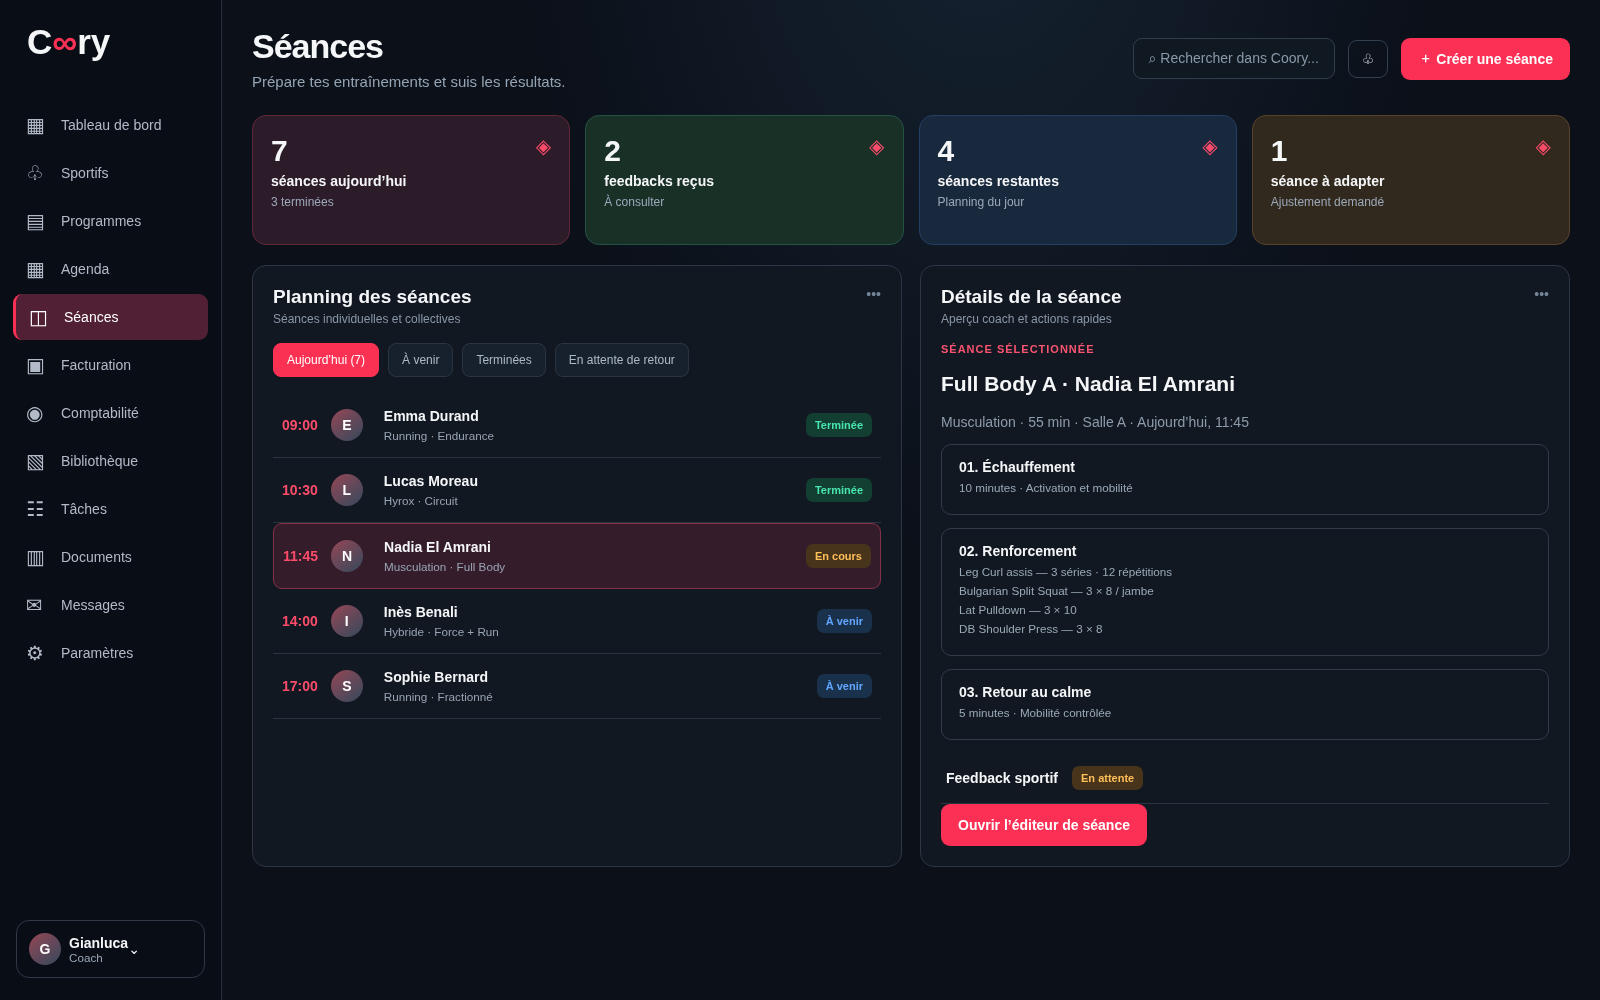 C∞ry
Tableau de bord
Sportifs
Programmes
Agenda
Séances
Facturation
Comptabilité
Bibliothèque
Tâches
Documents
Messages
Paramètres
G
Gianluca
Coach
Séances
Prépare tes entraînements et suis les résultats.
Rechercher dans Coory...
+ Créer une séance
7
séances aujourd’hui
3 terminées
2
feedbacks reçus
À consulter
4
séances restantes
Planning du jour
1
séance à adapter
Ajustement demandé
Planning des séances
•••
Séances individuelles et collectives
Aujourd’hui (7)
À venir
Terminées
En attente de retour
09:00
E
Emma Durand
Running · Endurance
Terminée
10:30
L
Lucas Moreau
Hyrox · Circuit
Terminée
11:45
N
Nadia El Amrani
Musculation · Full Body
En cours
14:00
I
Inès Benali
Hybride · Force + Run
À venir
17:00
S
Sophie Bernard
Running · Fractionné
À venir
Détails de la séance
•••
Aperçu coach et actions rapides
SÉANCE SÉLECTIONNÉE
Full Body A · Nadia El Amrani
Musculation · 55 min · Salle A · Aujourd’hui, 11:45
01. Échauffement
10 minutes · Activation et mobilité
02. Renforcement
Leg Curl assis — 3 séries · 12 répétitions
Bulgarian Split Squat — 3 × 8 / jambe
Lat Pulldown — 3 × 10
DB Shoulder Press — 3 × 8
03. Retour au calme
5 minutes · Mobilité contrôlée
Feedback sportif
En attente
Ouvrir l’éditeur de séance